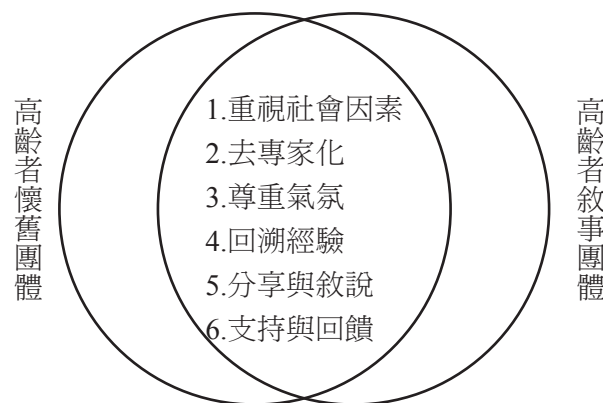 高齡者懷舊團體
1.重視社會因素
2.去專家化
3.尊重氣氛
4.回溯經驗
5.分享與敘說
6.支持與回饋
高齡者敘事團體